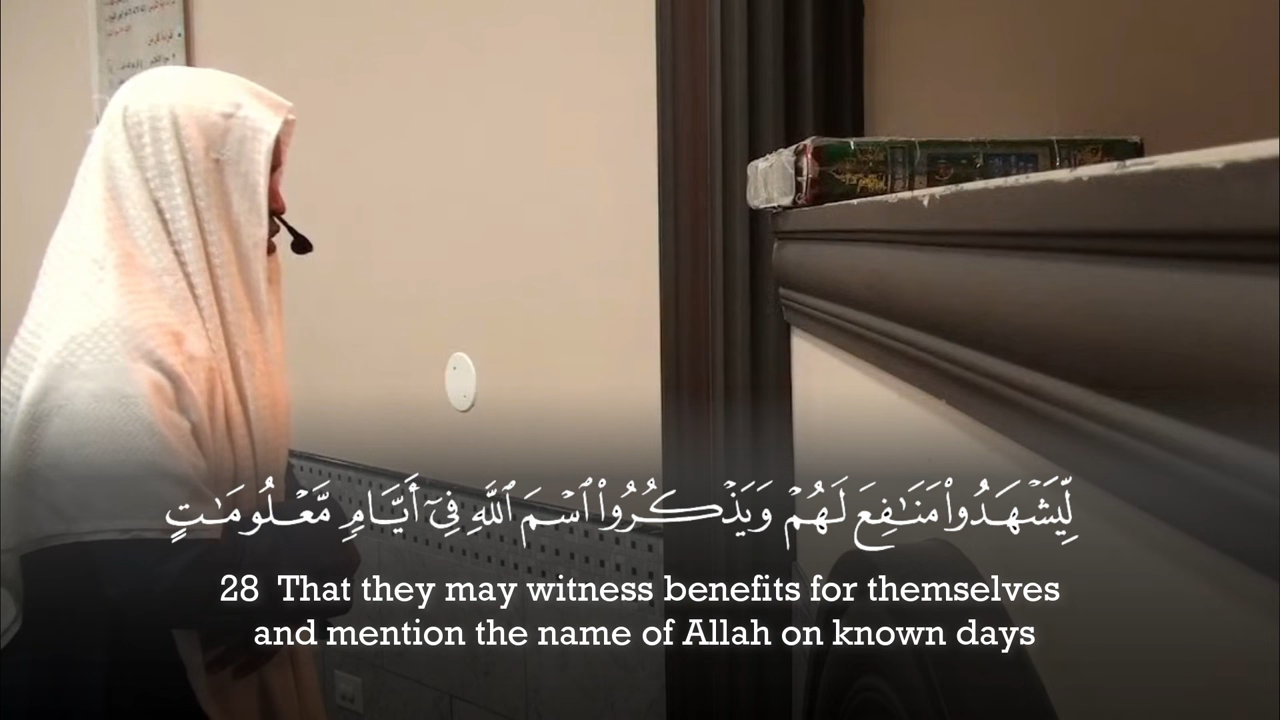 لِّيَشْهَدُوا۟ مَنَـٰفِعَ لَهُمْ وَيَذْكُرُوا۟ ٱسْمَ ٱللَّهِ فِىٓ أَيَّامٍ مَّعْلُومَـٰتٍ
28 That they may witness benefits for themselves
and mention the name of Allah on known days